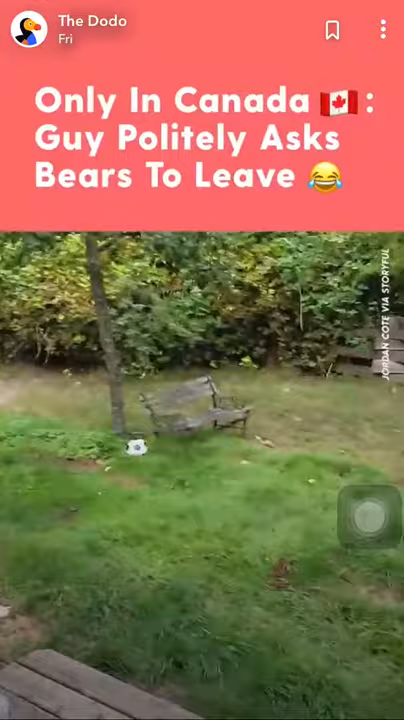 The Dodo
Fri
Only In Canada 🇨🇦 :
Guy Politely Asks
Bears To Leave 😂
JORDAN COTE VIA STORYFUL